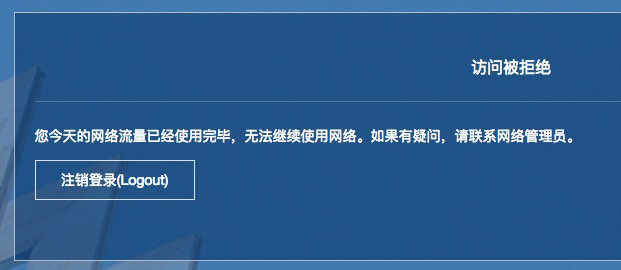 访问被拒绝
您今天的网络流量已经使用完毕，无法继续使用网络。如果有疑问，请联系网络管理员。
注销登录(Logout)